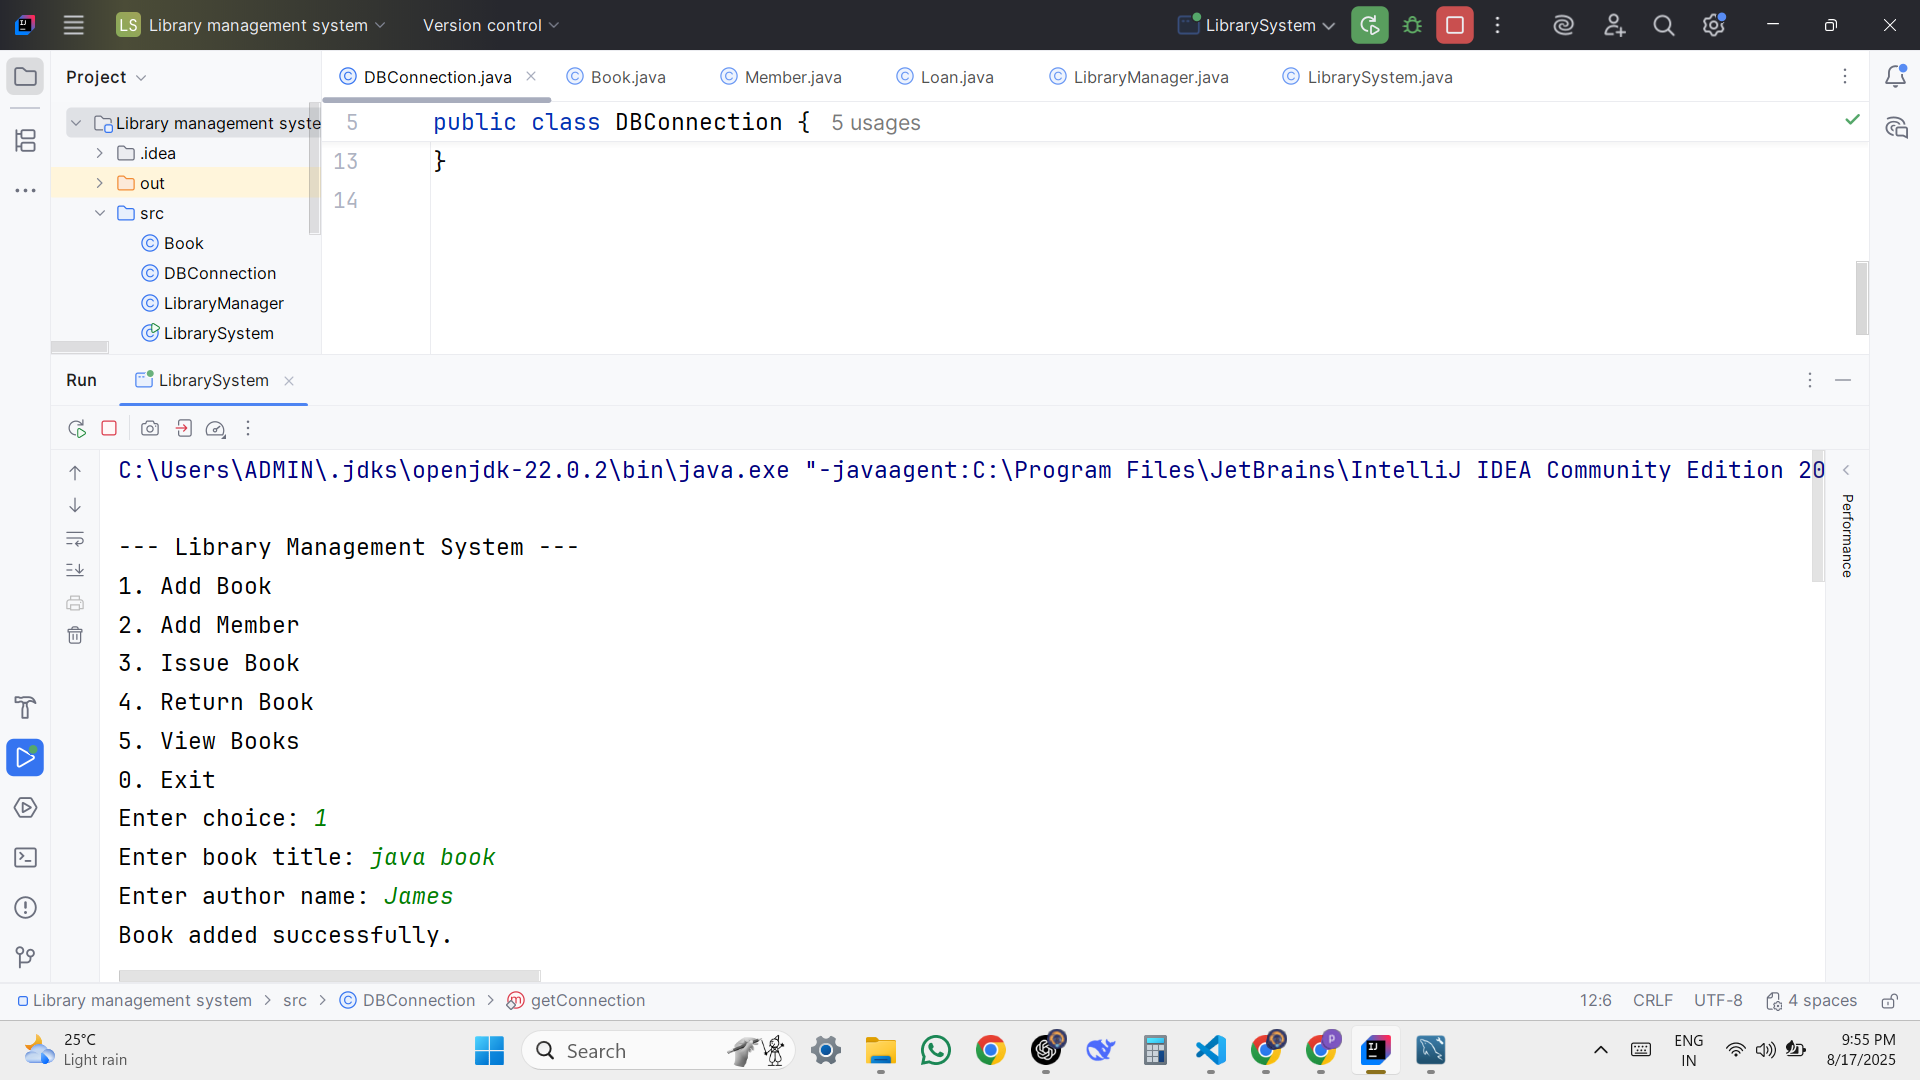 LS Library management system
Version control
LibrarySystem
Project
DBConnection.java
Book.java
Member.java
Loan.java
LibraryManager.java
LibrarySystem.java
Library management syste
.idea
out
src
Book
DBConnection
LibraryManager
LibrarySystem
5 public class DBConnection { 5 usages
13 }
14
Run LibrarySystem
C:\Users\ADMIN\.jdks\openjdk-22.0.2\bin\java.exe "-javaagent:C:\Program Files\JetBrains\IntelliJ IDEA Community Edition 20
Performance
--- Library Management System ---
1. Add Book
2. Add Member
3. Issue Book
4. Return Book
5. View Books
0. Exit
Enter choice: 1
Enter book title: java book
Enter author name: James
Book added successfully.
Library management system > src > DBConnection > getConnection
12:6 CRLF UTF-8 4 spaces
25°C
Light rain
Search
ENG
IN
9:55 PM
8/17/2025